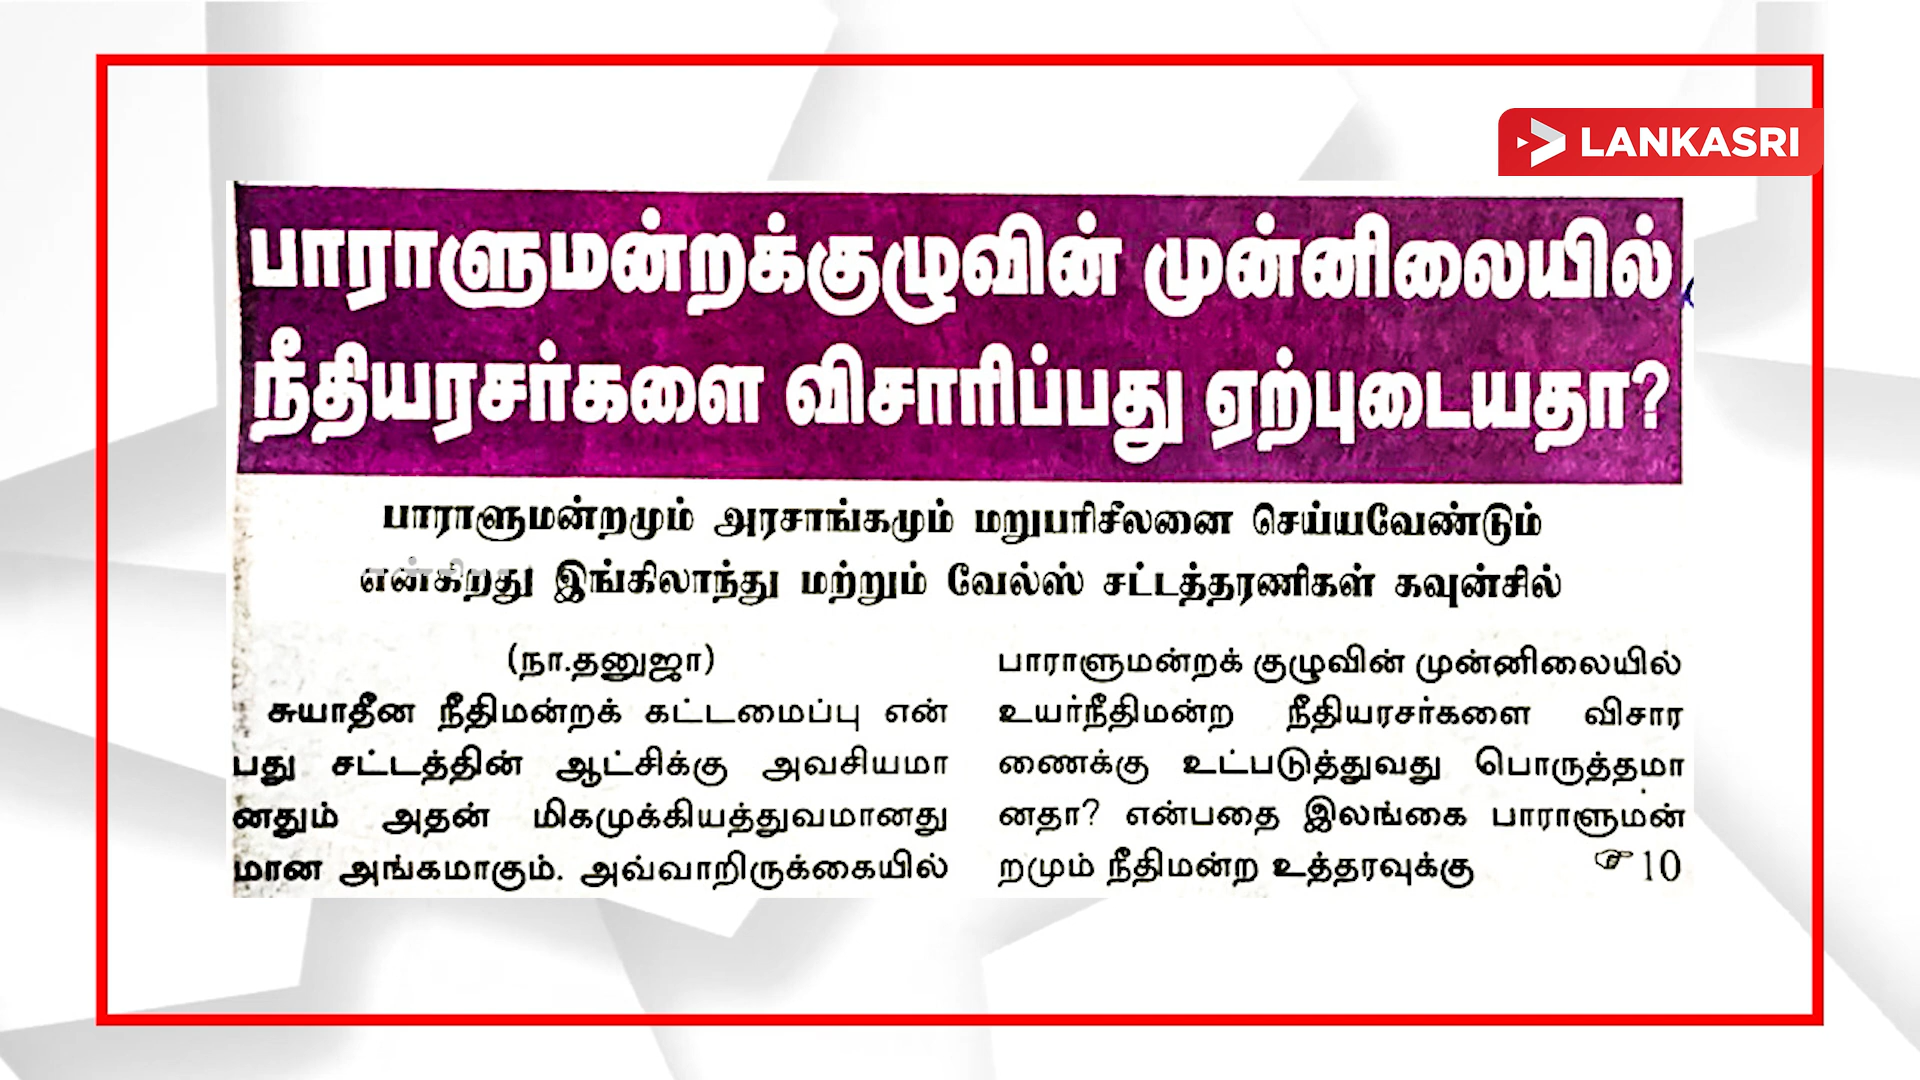 LANKASRI
பாராளுமன்றக்குழுவின் முன்னிலையில்
நீதியரசர்களை விசாரிப்பது ஏற்புடையதா?
பாராளுமன்றமும் அரசாங்கமும் மறுபரிசீலனை செய்யவேண்டும்
என்கிறது இங்கிலாந்து மற்றும் வேல்ஸ் சட்டத்தரணிகள் கவுன்சில்
(நா.தனுஜா)
சுயாதீன நீதிமன்றக் கட்டமைப்பு என்
பது சட்டத்தின் ஆட்சிக்கு அவசியமா
னதும் அதன் மிகமுக்கியத்துவமானது
மான அங்கமாகும். அவ்வாறிருக்கையில்
பாராளுமன்றக் குழுவின் முன்னிலையில்
உயர்நீதிமன்ற நீதியரசர்களை விசார
ணைக்கு உட்படுத்துவது பொருத்தமா
னதா? என்பதை இலங்கை பாராளுமன்
றமும் நீதிமன்ற உத்தரவுக்கு ☞ 10